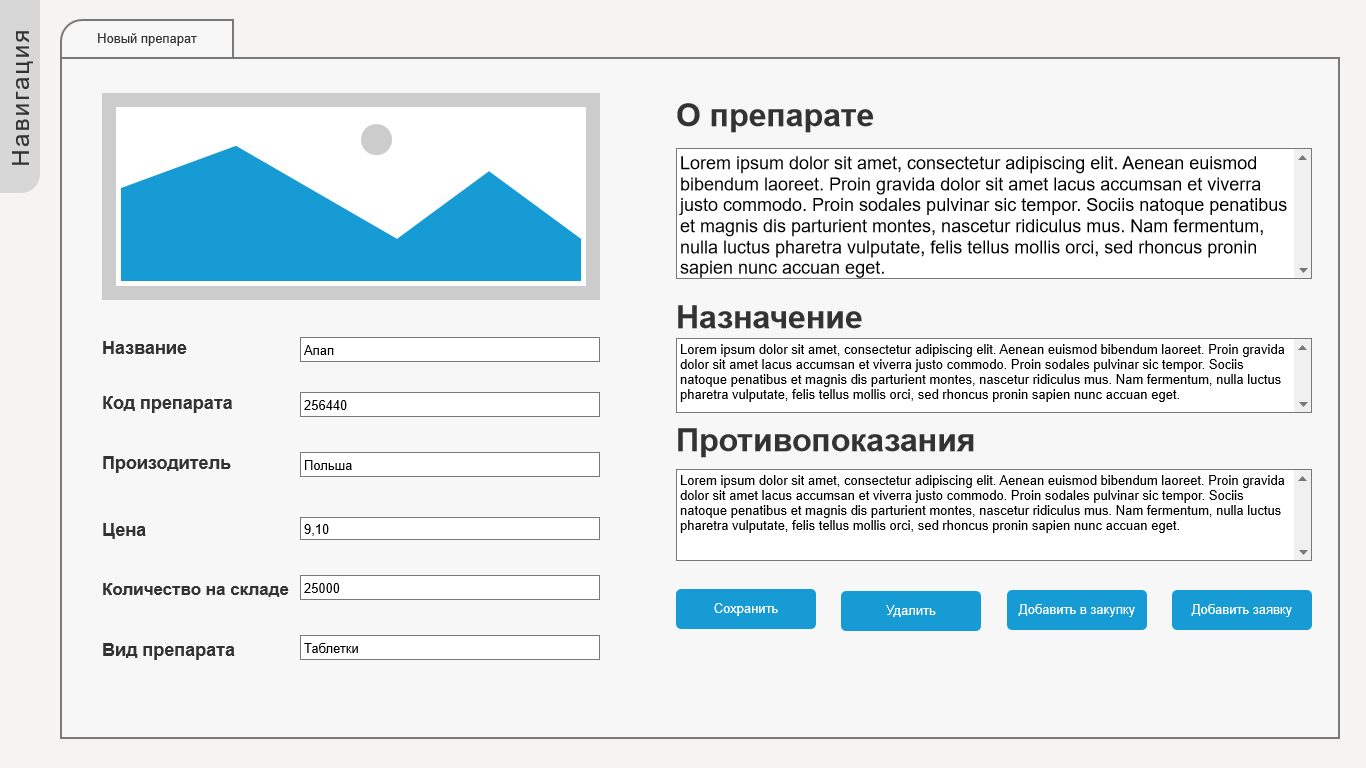 Навигация
Новый препарат
Название
Апап
Код препарата
256440
Произодитель
Польша
Цена
9,10
Количество на складе
25000
Вид препарата
Таблетки
О препарате
Lorem ipsum dolor sit amet, consectetur adipiscing elit. Aenean euismod
bibendum laoreet. Proin gravida dolor sit amet lacus accumsan et viverra
justo commodo. Proin sodales pulvinar sic tempor. Sociis natoque penatibus
et magnis dis parturient montes, nascetur ridiculus mus. Nam fermentum,
nulla luctus pharetra vulputate, felis tellus mollis orci, sed rhoncus pronin
sapien nunc accuan eget.
Назначение
Lorem ipsum dolor sit amet, consectetur adipiscing elit. Aenean euismod bibendum laoreet. Proin gravida
dolor sit amet lacus accumsan et viverra justo commodo. Proin sodales pulvinar sic tempor. Sociis
natoque penatibus et magnis dis parturient montes, nascetur ridiculus mus. Nam fermentum, nulla luctus
pharetra vulputate, felis tellus mollis orci, sed rhoncus pronin sapien nunc accuan eget.
Противопоказания
Lorem ipsum dolor sit amet, consectetur adipiscing elit. Aenean euismod bibendum laoreet. Proin gravida
dolor sit amet lacus accumsan et viverra justo commodo. Proin sodales pulvinar sic tempor. Sociis
natoque penatibus et magnis dis parturient montes, nascetur ridiculus mus. Nam fermentum, nulla luctus
pharetra vulputate, felis tellus mollis orci, sed rhoncus pronin sapien nunc accuan eget.
Сохранить
Удалить
Добавить в закупку
Добавить заявку